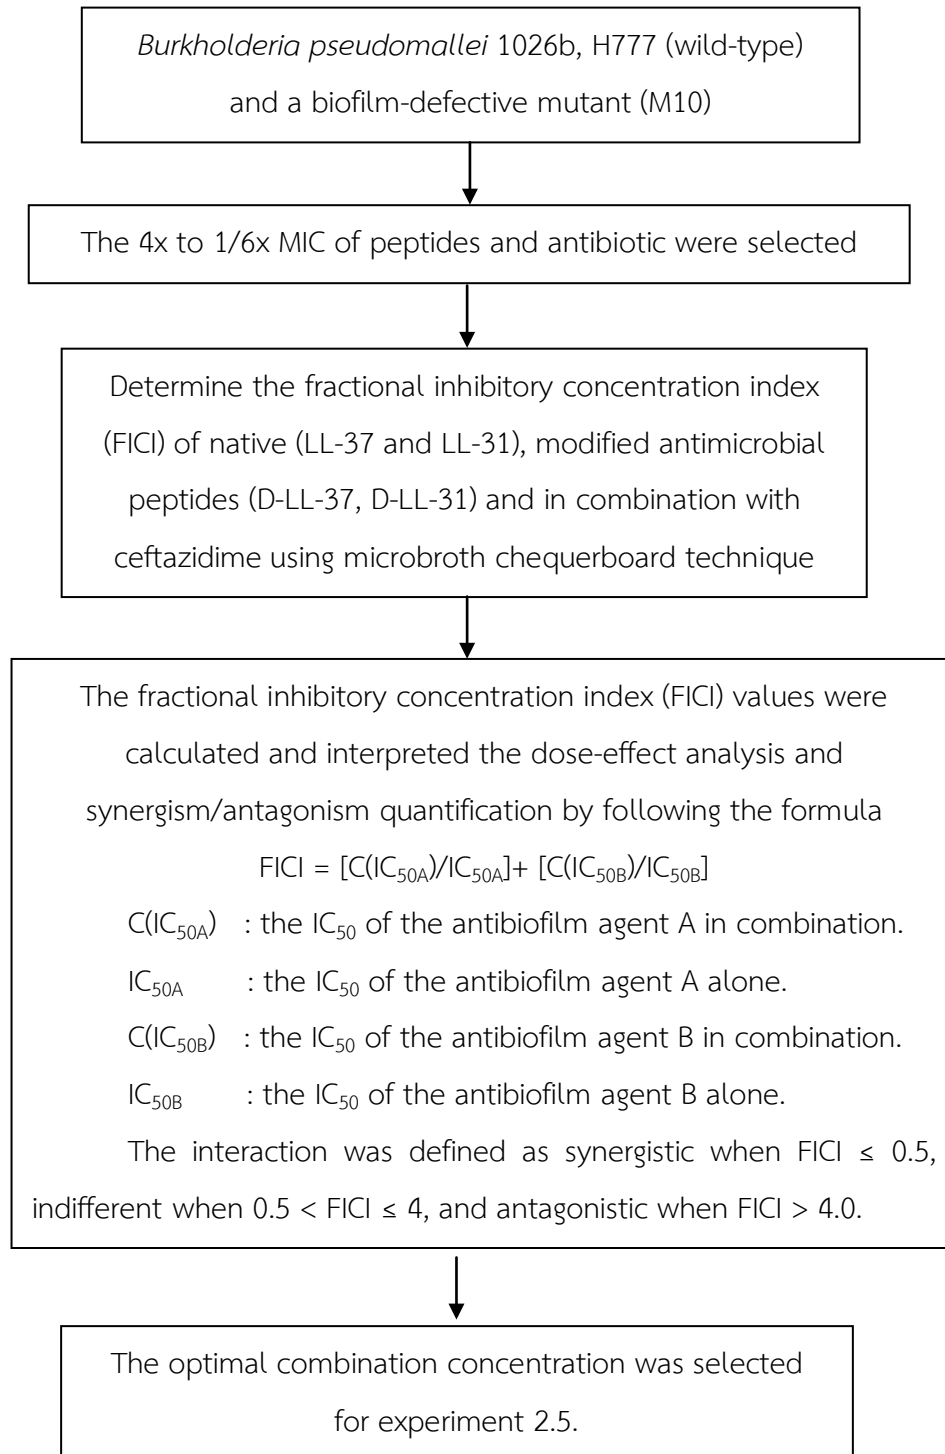 Burkholderia pseudomallei 1026b, H777 (wild-type)
and a biofilm-defective mutant (M10)
The 4x to 1/6x MIC of peptides and antibiotic were selected
Determine the fractional inhibitory concentration index
(FICI) of native (LL-37 and LL-31), modified antimicrobial
peptides (D-LL-37, D-LL-31) and in combination with
ceftazidime using microbroth chequerboard technique
The fractional inhibitory concentration index (FICI) values were
calculated and interpreted the dose-effect analysis and
synergism/antagonism quantification by following the formula
FICI = [C(IC50A)/IC50A]+ [C(IC50B)/IC50B]
C(IC50A) : the IC50 of the antibiofilm agent A in combination.
IC50A : the IC50 of the antibiofilm agent A alone.
C(IC50B) : the IC50 of the antibiofilm agent B in combination.
IC50B : the IC50 of the antibiofilm agent B alone.
The interaction was defined as synergistic when FICI ≤ 0.5,
indifferent when 0.5 < FICI ≤ 4, and antagonistic when FICI > 4.0.
The optimal combination concentration was selected
for experiment 2.5.